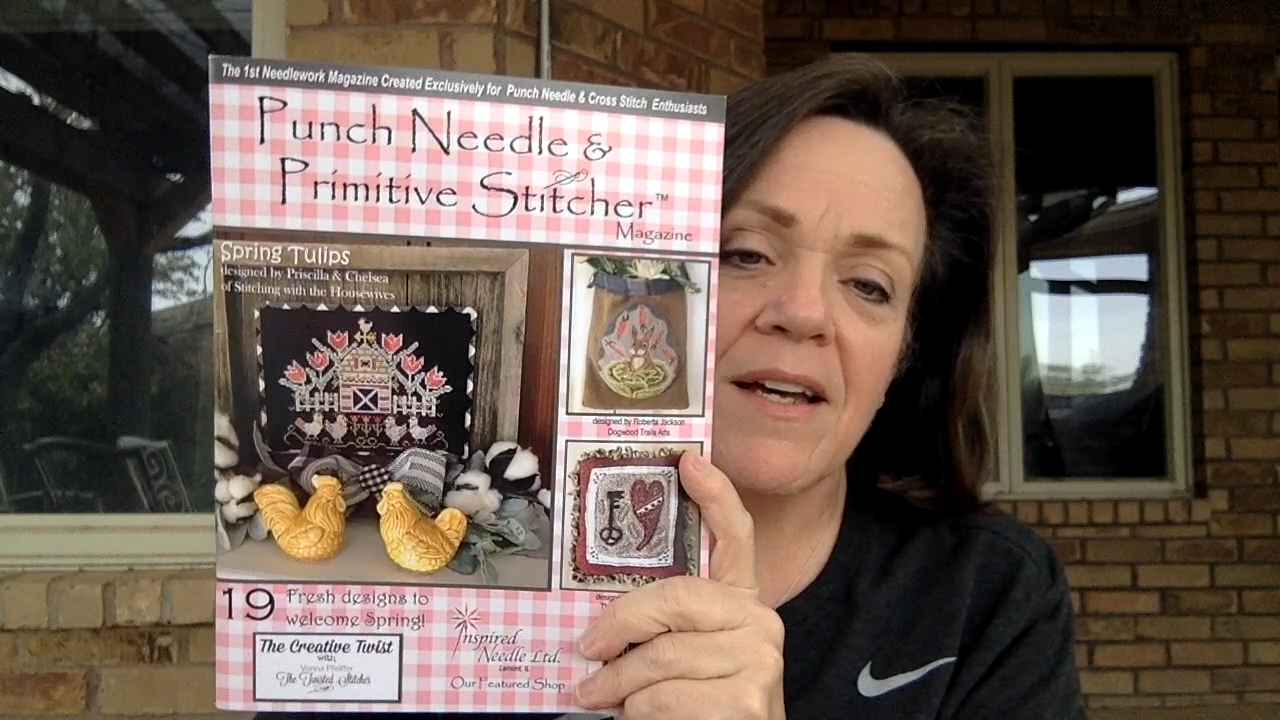 The 1st Needlework Magazine Created Exclusively for Punch Needle & Cross Stitch Enthusiasts
Punch Needle &
Primitive Stitcher™
Magazine
Spring Tulips
designed by Priscilla & Chelsea
of Stitching with the Housewives
designed by Roberta Jackson
Dogwood Trails Arts
19 Fresh designs to
welcome Spring!
The Creative Twist
with
Vonna Pfeiffer
The Twisted Stitcher
Inspired
Needle Ltd.
Lemont, IL
Our Featured Shop